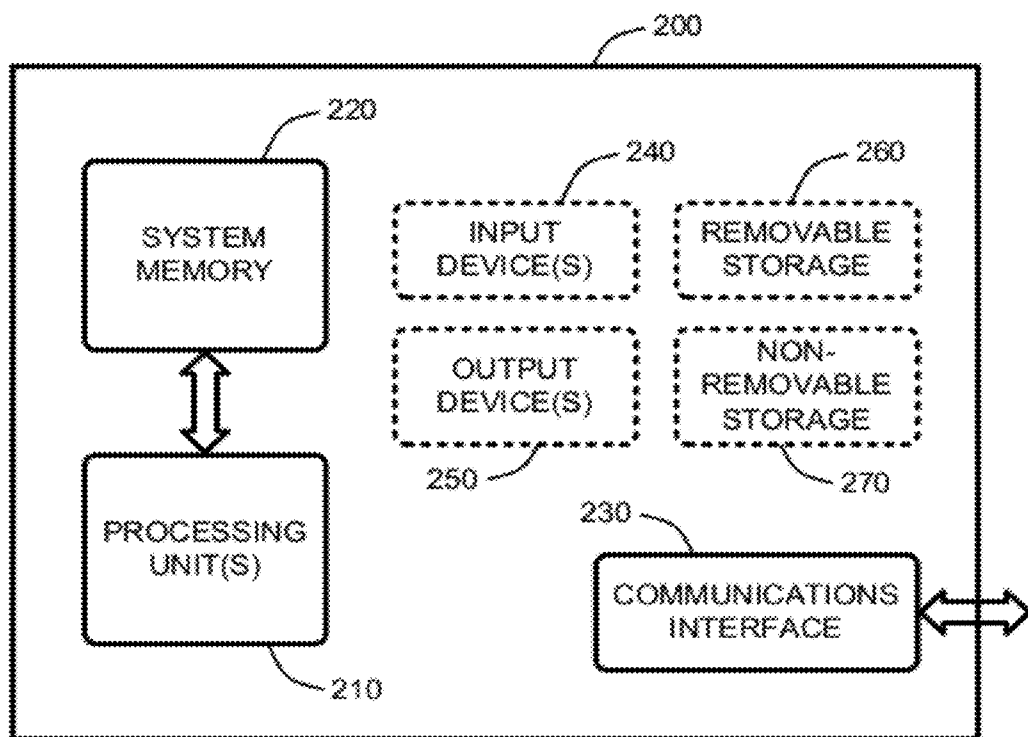 200
220
SYSTEM
MEMORY
240
INPUT
DEVICE(S)
260
REMOVABLE
STORAGE
OUTPUT
DEVICE(S)
250
NON-
REMOVABLE
STORAGE
270
PROCESSING
UNIT(S)
210
230
COMMUNICATIONS
INTERFACE